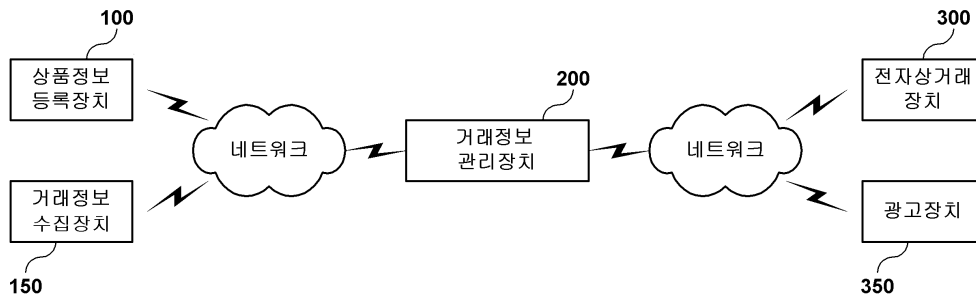 100
상품정보
등록장치
거래정보
수집장치
150
네트워크
200
거래정보
관리장치
네트워크
300
전자상거래
장치
광고장치
350